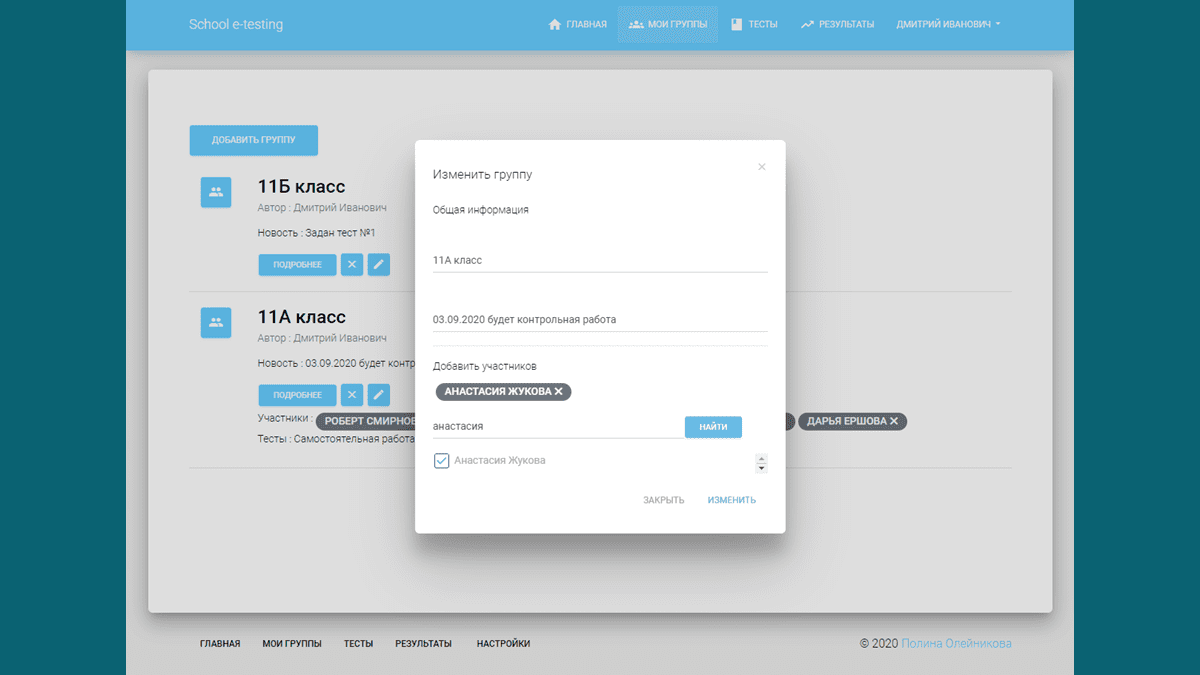 School e-testing
ГЛАВНАЯ
МОИ ГРУППЫ
ТЕСТЫ
РЕЗУЛЬТАТЫ
ДМИТРИЙ ИВАНОВИЧ
ДОБАВИТЬ ГРУППУ
11Б класс
Автор : Дмитрий Иванович
Новость : Задан тест №1
ПОДРОБНЕЕ
11А класс
Автор : Дмитрий Иванович
Новость : 03.09.2020 будет контр
ПОДРОБНЕЕ
Участники : РОБЕРТ СМИРНОВ
ДАРЬЯ ЕРШОВА ✕
Тесты : Самостоятельная работа
Изменить группу
×
Общая информация
11А класс
03.09.2020 будет контрольная работа
Добавить участников
АНАСТАСИЯ ЖУКОВА ✕
анастасия
НАЙТИ
Анастасия Жукова
ЗАКРЫТЬ
ИЗМЕНИТЬ
ГЛАВНАЯ
МОИ ГРУППЫ
ТЕСТЫ
РЕЗУЛЬТАТЫ
НАСТРОЙКИ
© 2020 Полина Олейникова